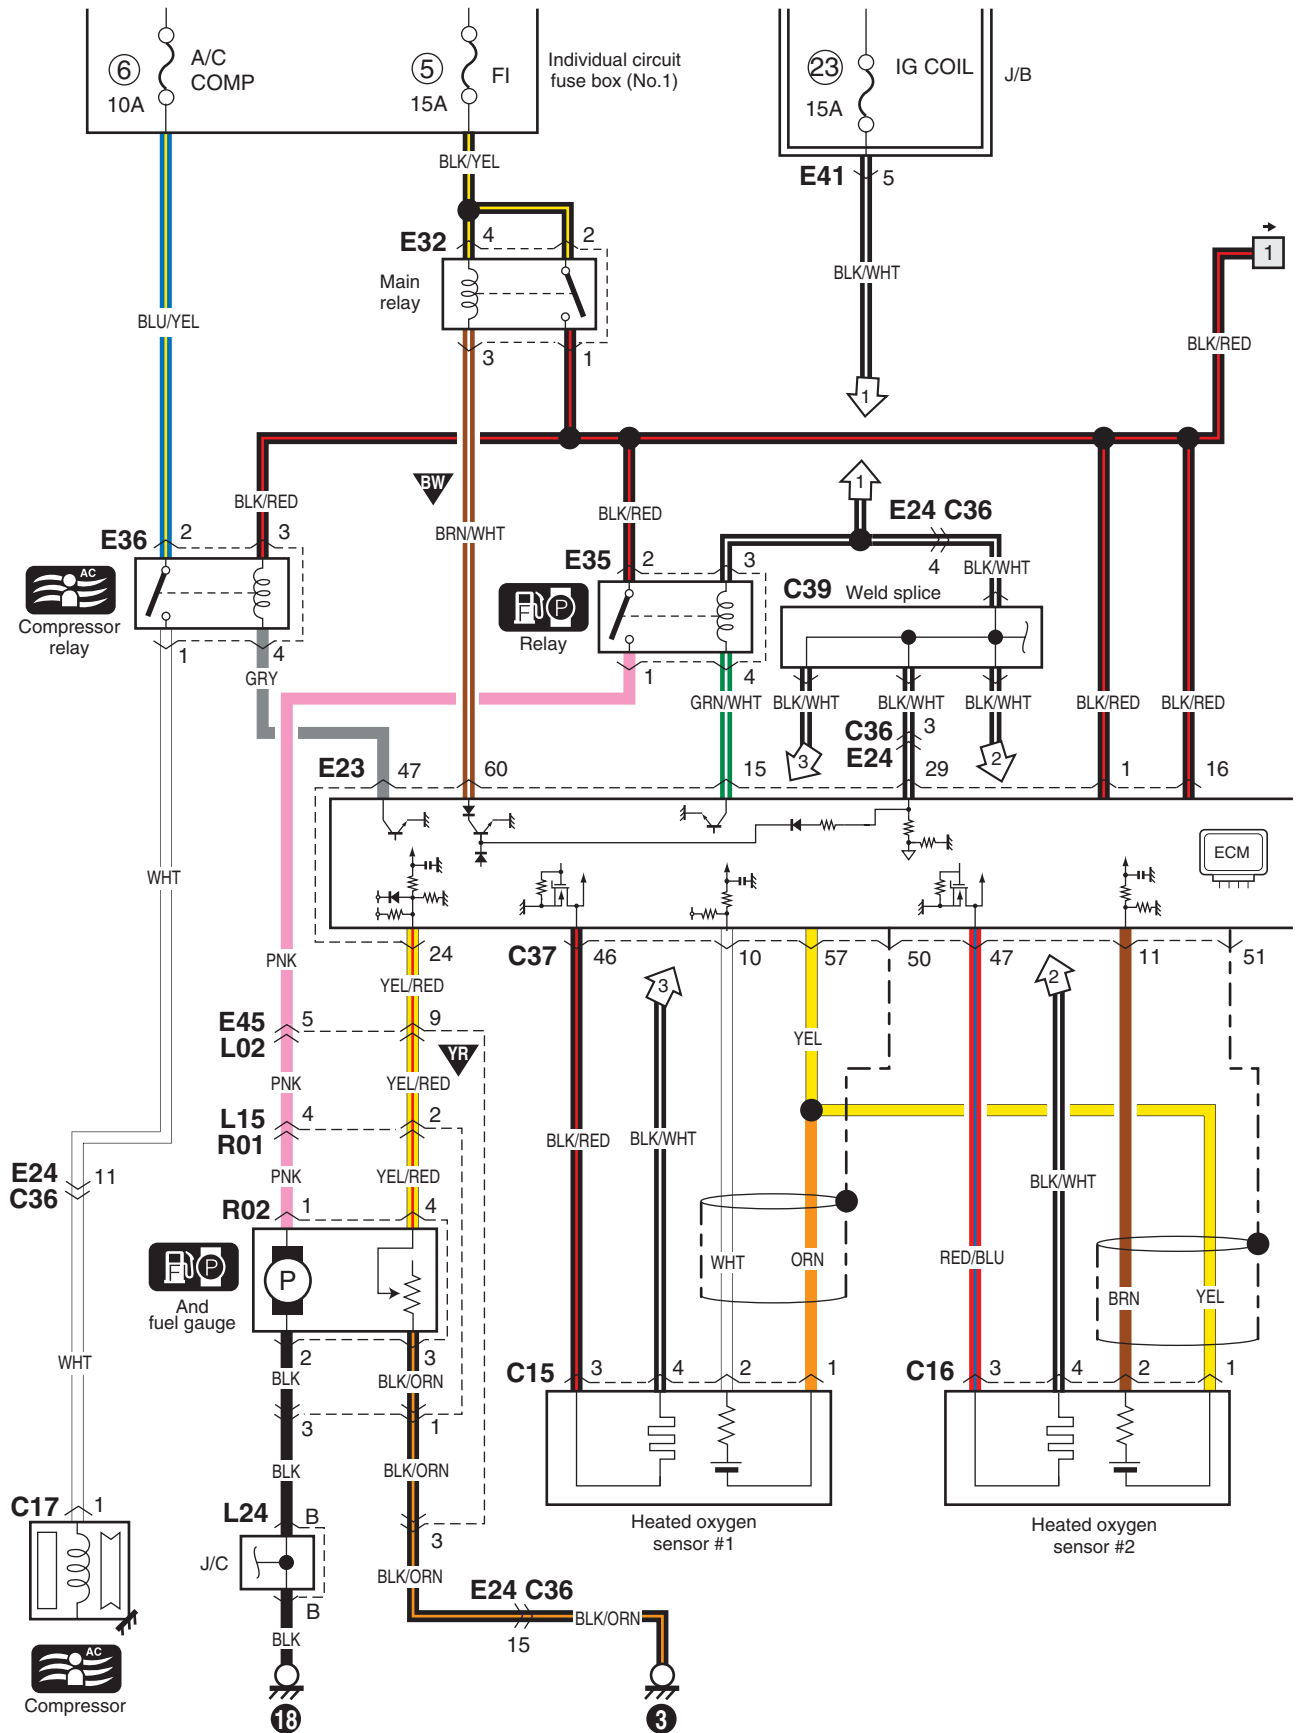 6
A/C
COMP
10A
5
FI
15A
Individual circuit
fuse box (No.1)
23
IG COIL
15A
J/B
BLK/YEL
E41
5
E32
4
2
Main
relay
BLK/WHT
1
BLU/YEL
3
1
BLK/RED
1
BW
BLK/RED
BRN/WHT
BLK/RED
1
E24 C36
4
BLK/WHT
E36
2
3
AC
Compressor
relay
E35
2
3
F
P
Relay
C39
Weld splice
1
4
GRY
1
4
GRN/WHT
BLK/WHT
BLK/WHT
BLK/WHT
BLK/RED
BLK/RED
C36
3
E24
3
2
E23
47
60
15
29
1
16
ECM
WHT
24
C37
46
10
57
50
47
11
51
PNK
YEL/RED
3
2
E45
5
9
L02
YR
YEL
PNK
YEL/RED
L15
4
2
R01
BLK/RED
BLK/WHT
PNK
YEL/RED
E24
11
C36
BLK/WHT
R02
1
4
F
P
And
fuel gauge
P
WHT
ORN
RED/BLU
BRN
YEL
2
3
WHT
BLK
BLK/ORN
C15
3
4
2
1
C16
3
4
2
1
3
1
BLK
BLK/ORN
C17
1
L24
B
3
J/C
Heated oxygen
sensor #1
Heated oxygen
sensor #2
BLK/ORN
E24 C36
15
BLK/ORN
B
BLK
AC
Compressor
18
3